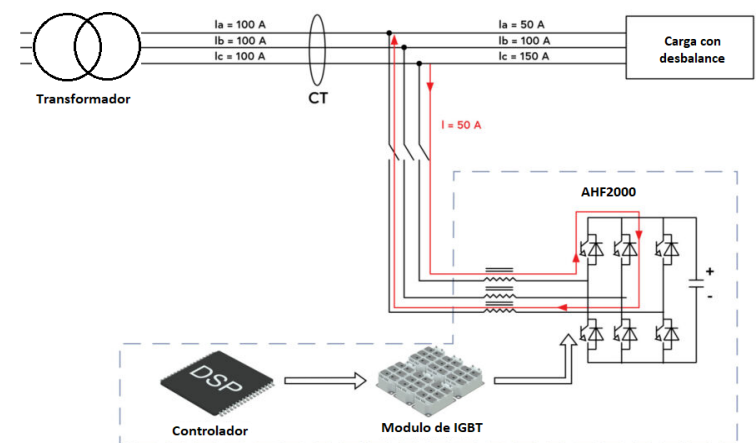 Ia = 100 A
Ib = 100 A
Ic = 100 A
Transformador
CT
Ia = 50 A
Ib = 100 A
Ic = 150 A
Carga con
desbalance
I = 50 A
AHF2000
+
-
DSP
Controlador
Modulo de IGBT